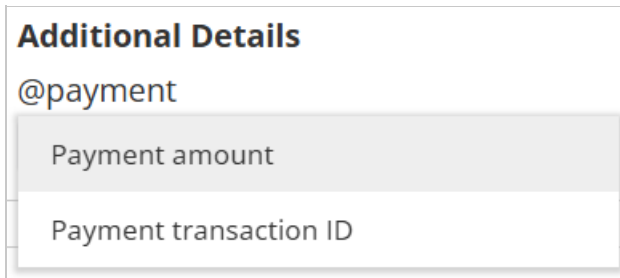 Additional Details
@payment
Payment amount
Payment transaction ID